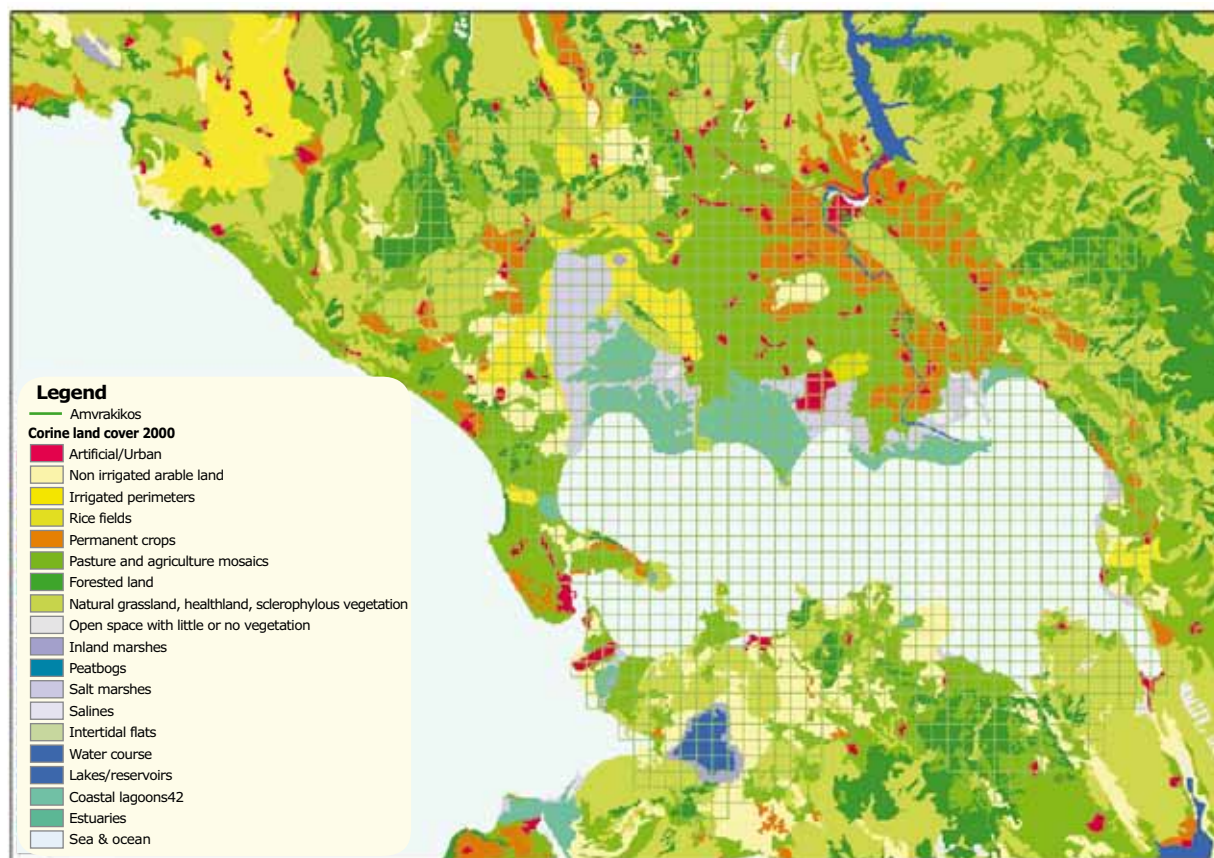 Legend
Amvrakikos
Corine land cover 2000
Artificial/Urban
Non irrigated arable land
Irrigated perimeters
Rice fields
Permanent crops
Pasture and agriculture mosaics
Forested land
Natural grassland, healthland, sclerophylous vegetation
Open space with little or no vegetation
Inland marshes
Peatbogs
Salt marshes
Salines
Intertidal flats
Water course
Lakes/reservoirs
Coastal lagoons42
Estuaries
Sea & ocean